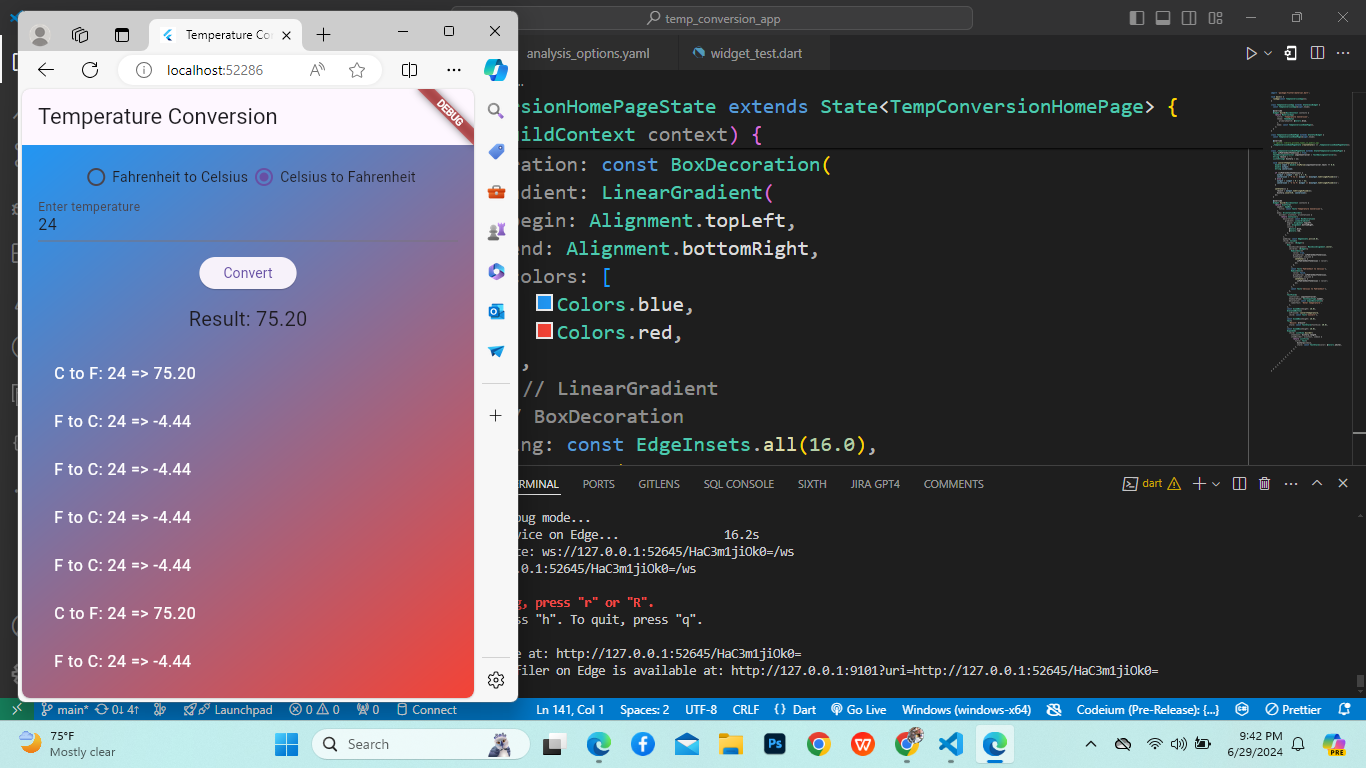 temp_conversion_app
Temperature Co
localhost:52286
analysis_options.yaml
widget_test.dart
Temperature Conversion
DEBUG
Fahrenheit to Celsius
Celsius to Fahrenheit
Enter temperature
24
Convert
Result: 75.20
C to F: 24 => 75.20
F to C: 24 => -4.44
F to C: 24 => -4.44
F to C: 24 => -4.44
F to C: 24 => -4.44
C to F: 24 => 75.20
F to C: 24 => -4.44
sionHomePageState extends State<TempConversionHomePage> {
ildContext context) {
ation: const BoxDecoration(
adient: LinearGradient(
egin: Alignment.topLeft,
nd: Alignment.bottomRight,
olors: [
Colors.blue,
Colors.red,
,
// LinearGradient
/ BoxDecoration
ng: const EdgeInsets.all(16.0),
RMINAL
PORTS
GITLENS
SQL CONSOLE
SIXTH
JIRA GPT4
COMMENTS
dart
ug mode...
vice on Edge... 16.2s
e: ws://127.0.0.1:52645/HaC3m1jiOk0=/ws
.0.1:52645/HaC3m1jiOk0=/ws
g, press "r" or "R".
ss "h". To quit, press "q".
e at: http://127.0.0.1:52645/HaC3m1jiOk0=
filer on Edge is available at: http://127.0.0.1:9101?uri=http://127.0.0.1:52645/HaC3m1jiOk0=
main*
0↓ 4↑
Launchpad
0
0
0
Connect
Ln 141, Col 1
Spaces: 2
UTF-8
CRLF
{} Dart
Go Live
Windows (windows-x64)
Codeium (Pre-Release): {...}
Prettier
75°F
Mostly clear
Search
PRE
9:42 PM
6/29/2024